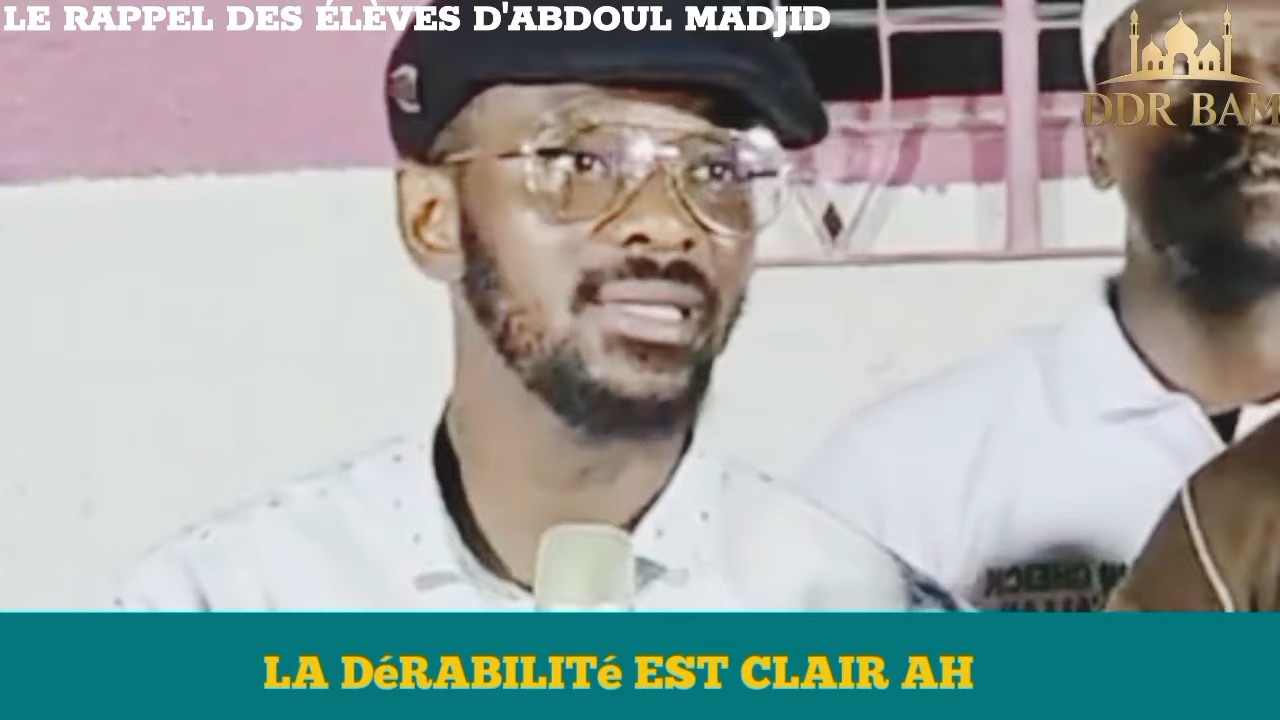 LE RAPPEL DES ÉLÈVES D'ABDOUL MADJID
DDR BAM
LA DéRABILITé EST CLAIR AH